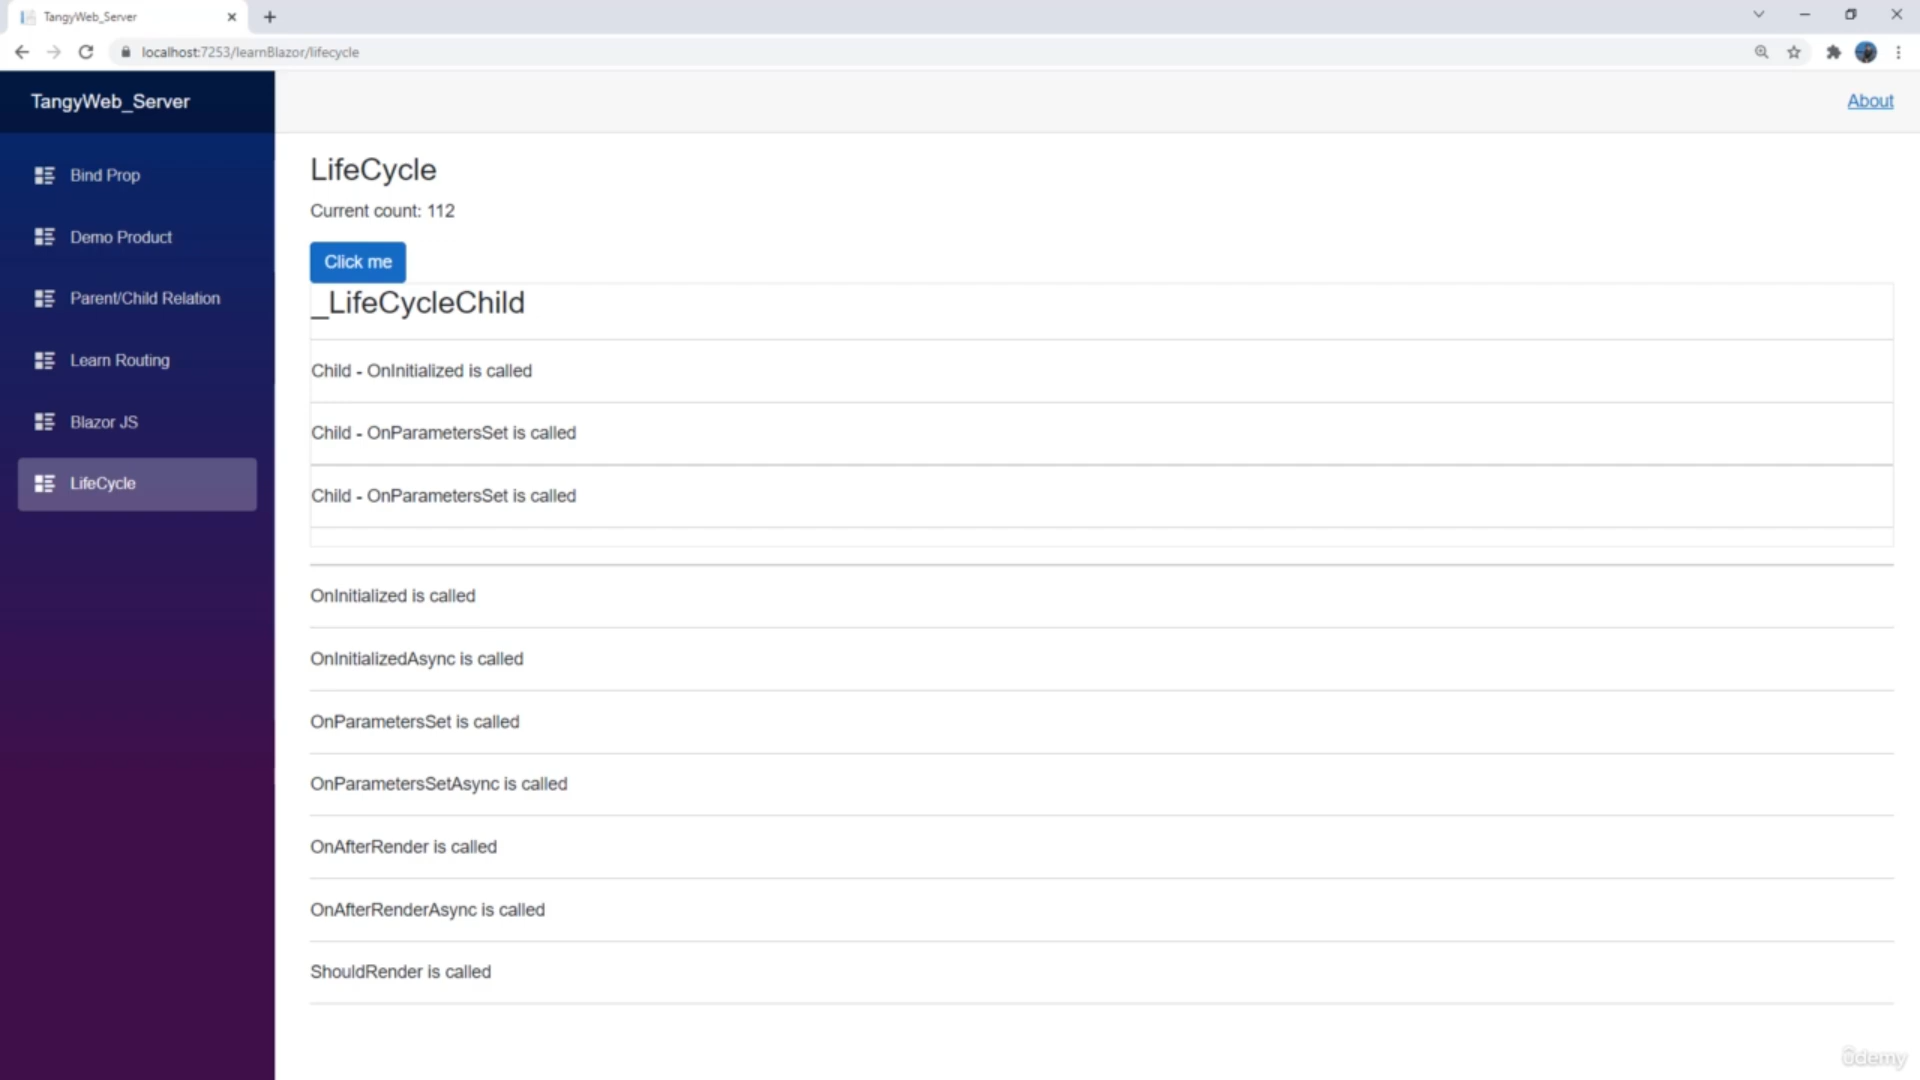 TangyWeb_Server
localhost:7253/learnBlazor/lifecycle
TangyWeb_Server
About
Bind Prop
Demo Product
Parent/Child Relation
Learn Routing
Blazor JS
LifeCycle
LifeCycle
Current count: 112
Click me
_LifeCycleChild
Child - OnInitialized is called
Child - OnParametersSet is called
Child - OnParametersSet is called
OnInitialized is called
OnInitializedAsync is called
OnParametersSet is called
OnParametersSetAsync is called
OnAfterRender is called
OnAfterRenderAsync is called
ShouldRender is called
ûdemy